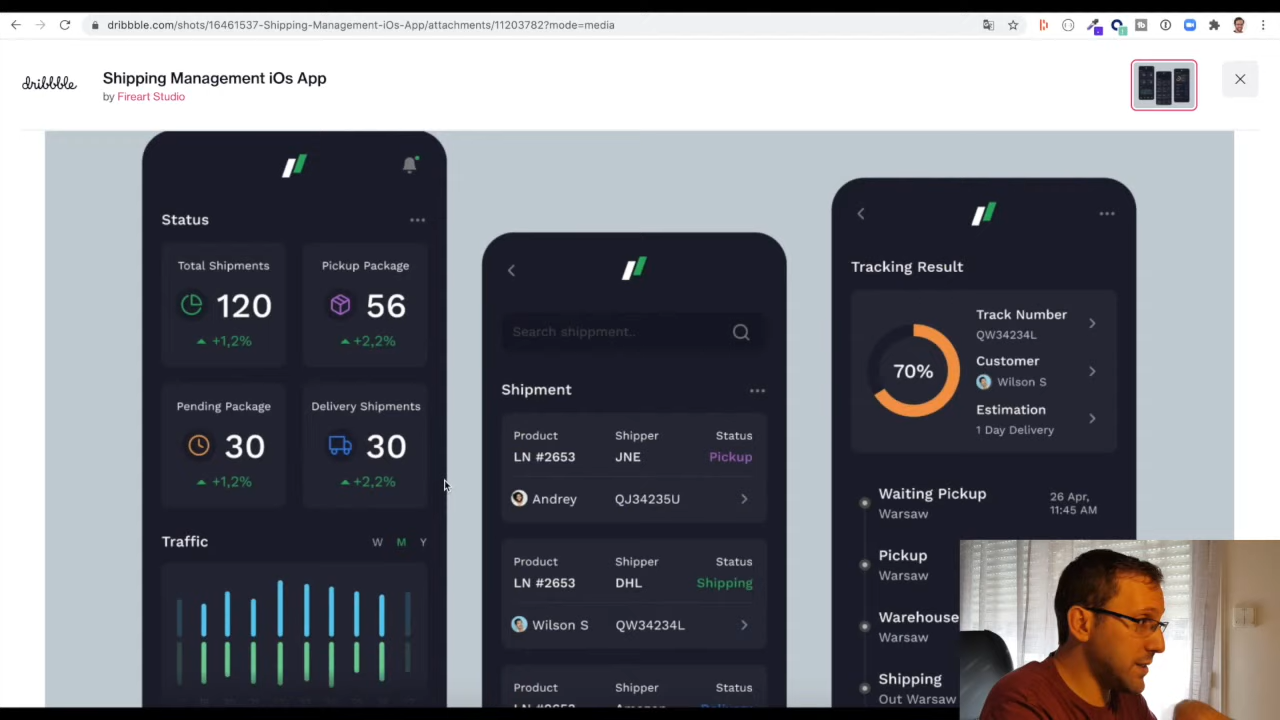 dribbble.com/shots/16461537-Shipping-Management-iOs-App/attachments/11203782?mode=media
dribbble
Shipping Management iOs App
by Fireart Studio
Status
Total Shipments
120
+1,2%
Pickup Package
56
+2,2%
Pending Package
30
+1,2%
Delivery Shipments
30
+2,2%
Traffic
W M Y
Search shippment..
Shipment
Product Shipper Status
LN #2653 JNE Pickup
Andrey QJ34235U
Product Shipper Status
LN #2653 DHL Shipping
Wilson S QW34234L
Product Shipper Status
LN #2653 Amazon
Tracking Result
70%
Track Number
QW34234L
Customer
Wilson S
Estimation
1 Day Delivery
Waiting Pickup
Warsaw
26 Apr,
11:45 AM
Pickup
Warsaw
Warehouse
Warsaw
Shipping
Out Warsaw